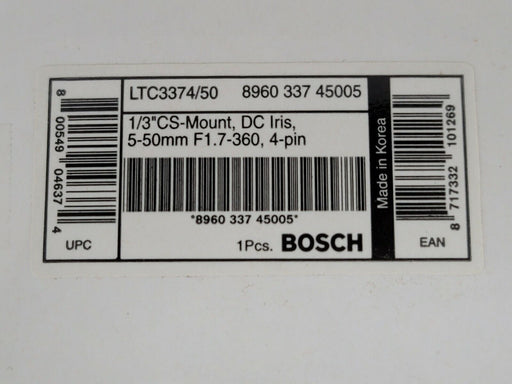 LTC3374/50 8960 337 45005
1/3"CS-Mount, DC Iris,
5-50mm F1.7-360, 4-pin
*8960 337 45005*
1Pcs. BOSCH
8 00549 04637 4
UPC
Made in Korea
8 717332 101269
EAN